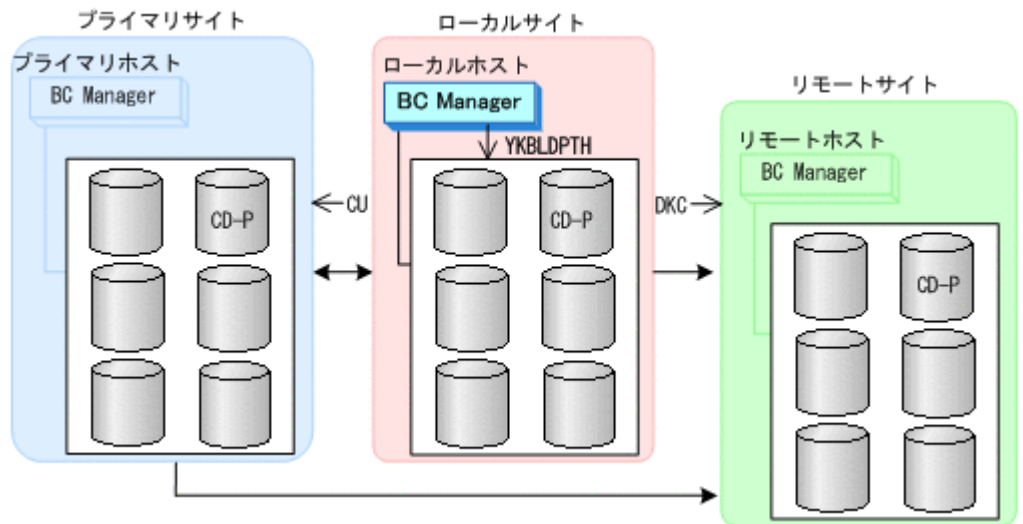 プライマリサイト
プライマリホスト
BC Manager
CD-P
CU
ローカルサイト
ローカルホスト
BC Manager
YKBLDPTH
CD-P
DKC
リモートサイト
リモートホスト
BC Manager
CD-P